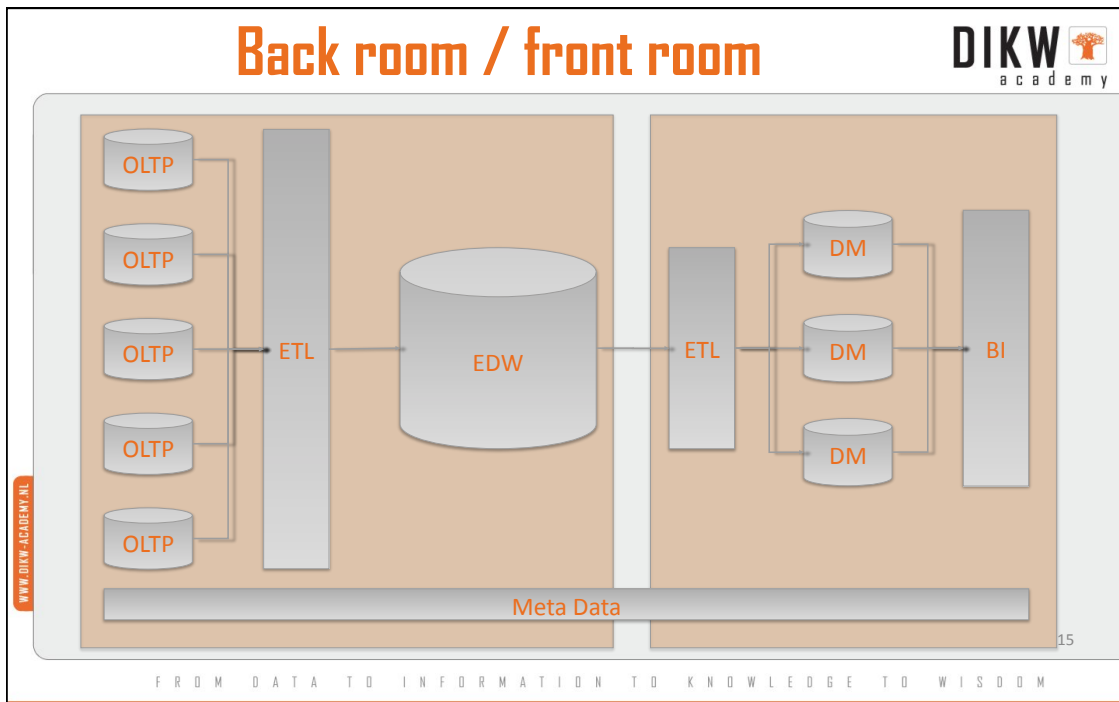 Back room / front room
DIKW
academy
OLTP
OLTP
OLTP
OLTP
OLTP
ETL
EDW
ETL
DM
DM
DM
BI
Meta Data
WWW.DIKW-ACADEMY.NL
15
FROM DATA TO INFORMATION TO KNOWLEDGE TO WISDOM